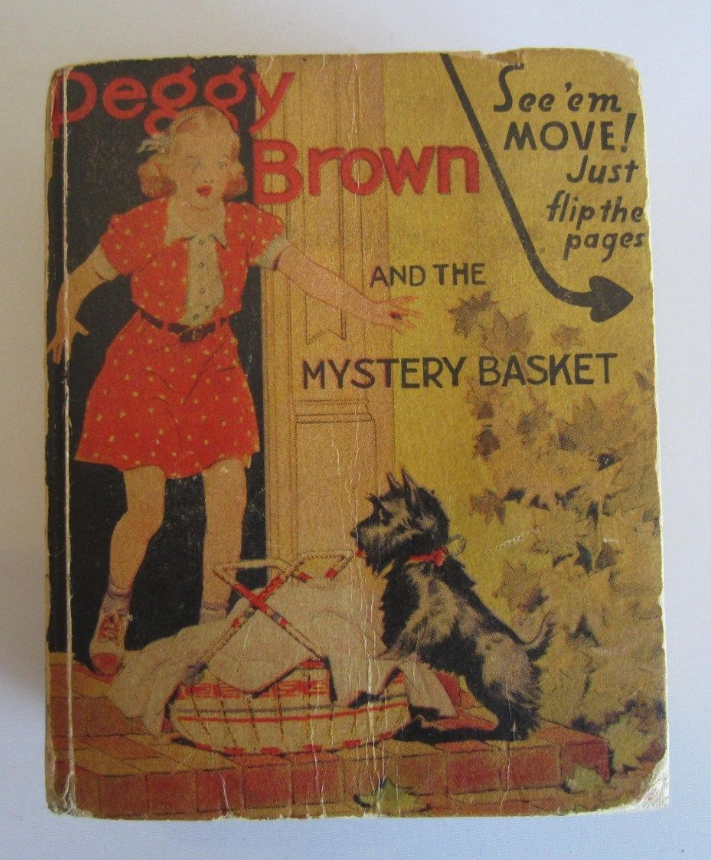 Peggy
Brown
AND THE
MYSTERY BASKET
See'em
MOVE!
Just
flip the
pages